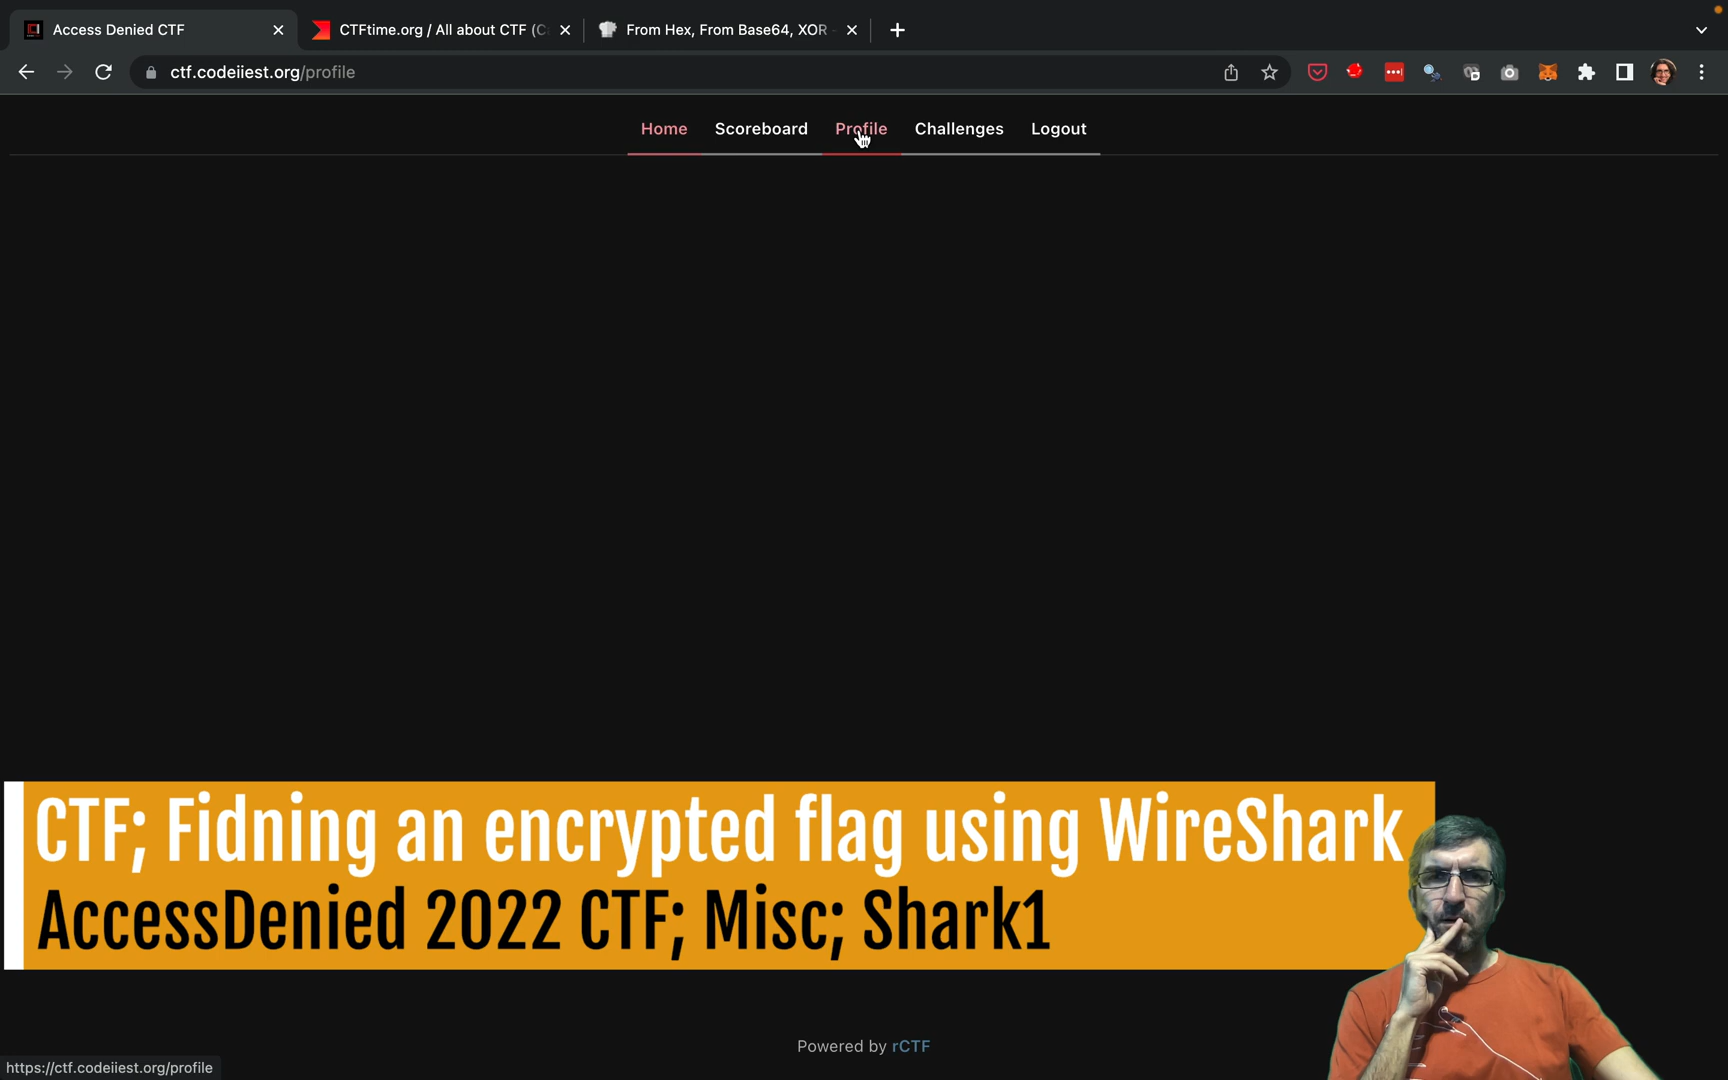 Access Denied CTF
CTFtime.org / All about CTF (C
From Hex, From Base64, XOR -
ctf.codeiiest.org/profile
Home Scoreboard Profile Challenges Logout
CTF; Fidning an encrypted flag using WireShark
AccessDenied 2022 CTF; Misc; Shark1
Powered by rCTF
https://ctf.codeiiest.org/profile